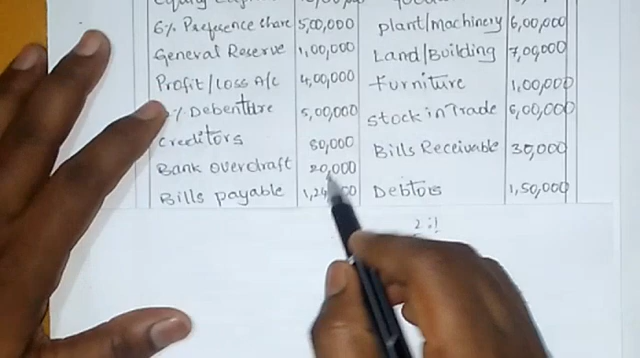 6% Preference Share 5,00,000 plant/machinery 6,00,000
General Reserve 1,00,000 Land/Building 7,00,000
Profit/Loss A/c 4,00,000 Furniture 1,00,000
% Debenture 5,00,000 Stock in Trade 6,00,000
Creditors 80,000 Bills Receivable 30,000
Bank overdraft 20,000
Bills payable Debtors 1,50,000